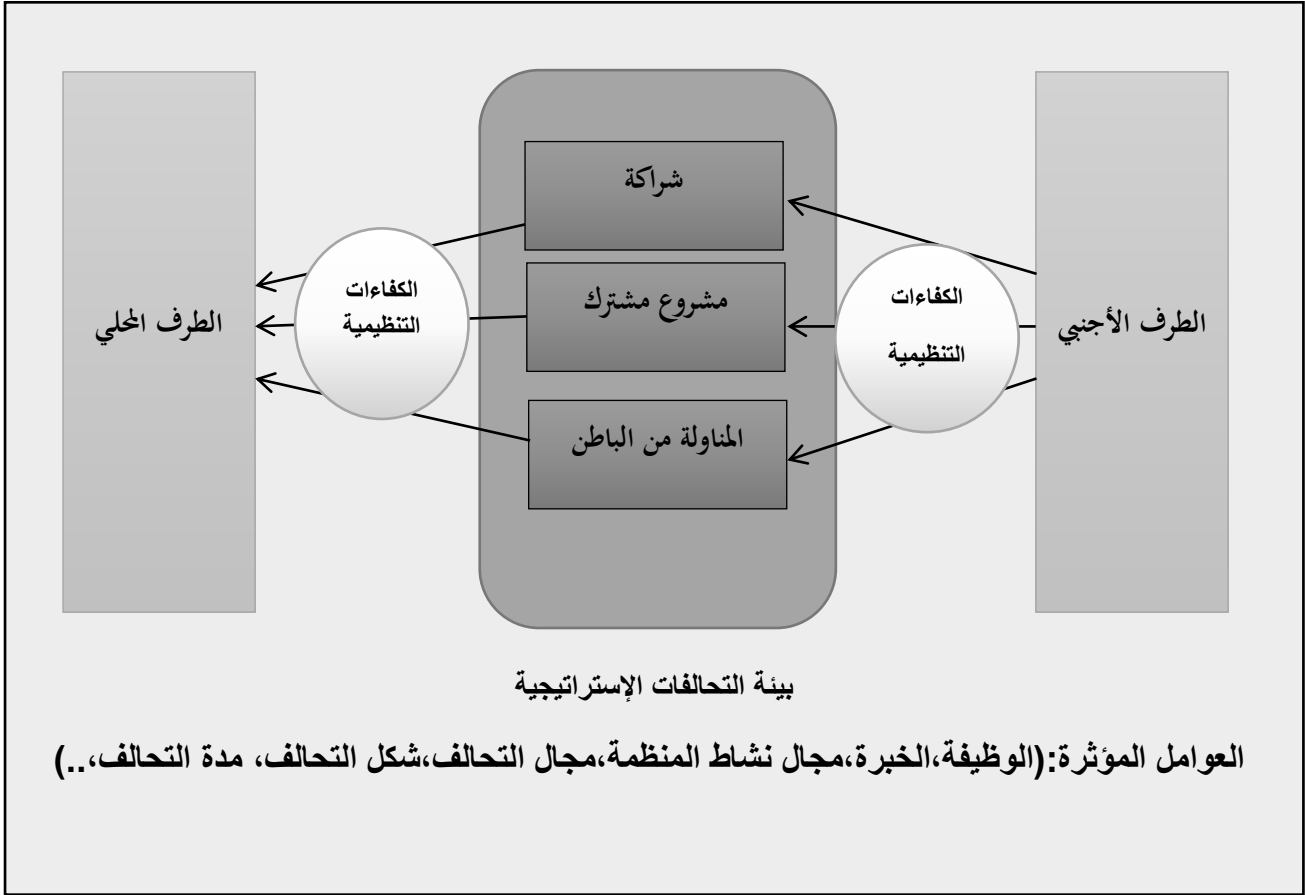 شراكة
الكفاءات
التنظيمية
الطرف الأجنبي
مشروع مشترك
الكفاءات
التنظيمية
الطرف المحلي
المناولة من الباطن
بيئة التحالفات الإستراتيجية
العوامل المؤثرة:(الوظيفة،الخبرة،مجال نشاط المنظمة،مجال التحالف،شكل التحالف، مدة التحالف،..)